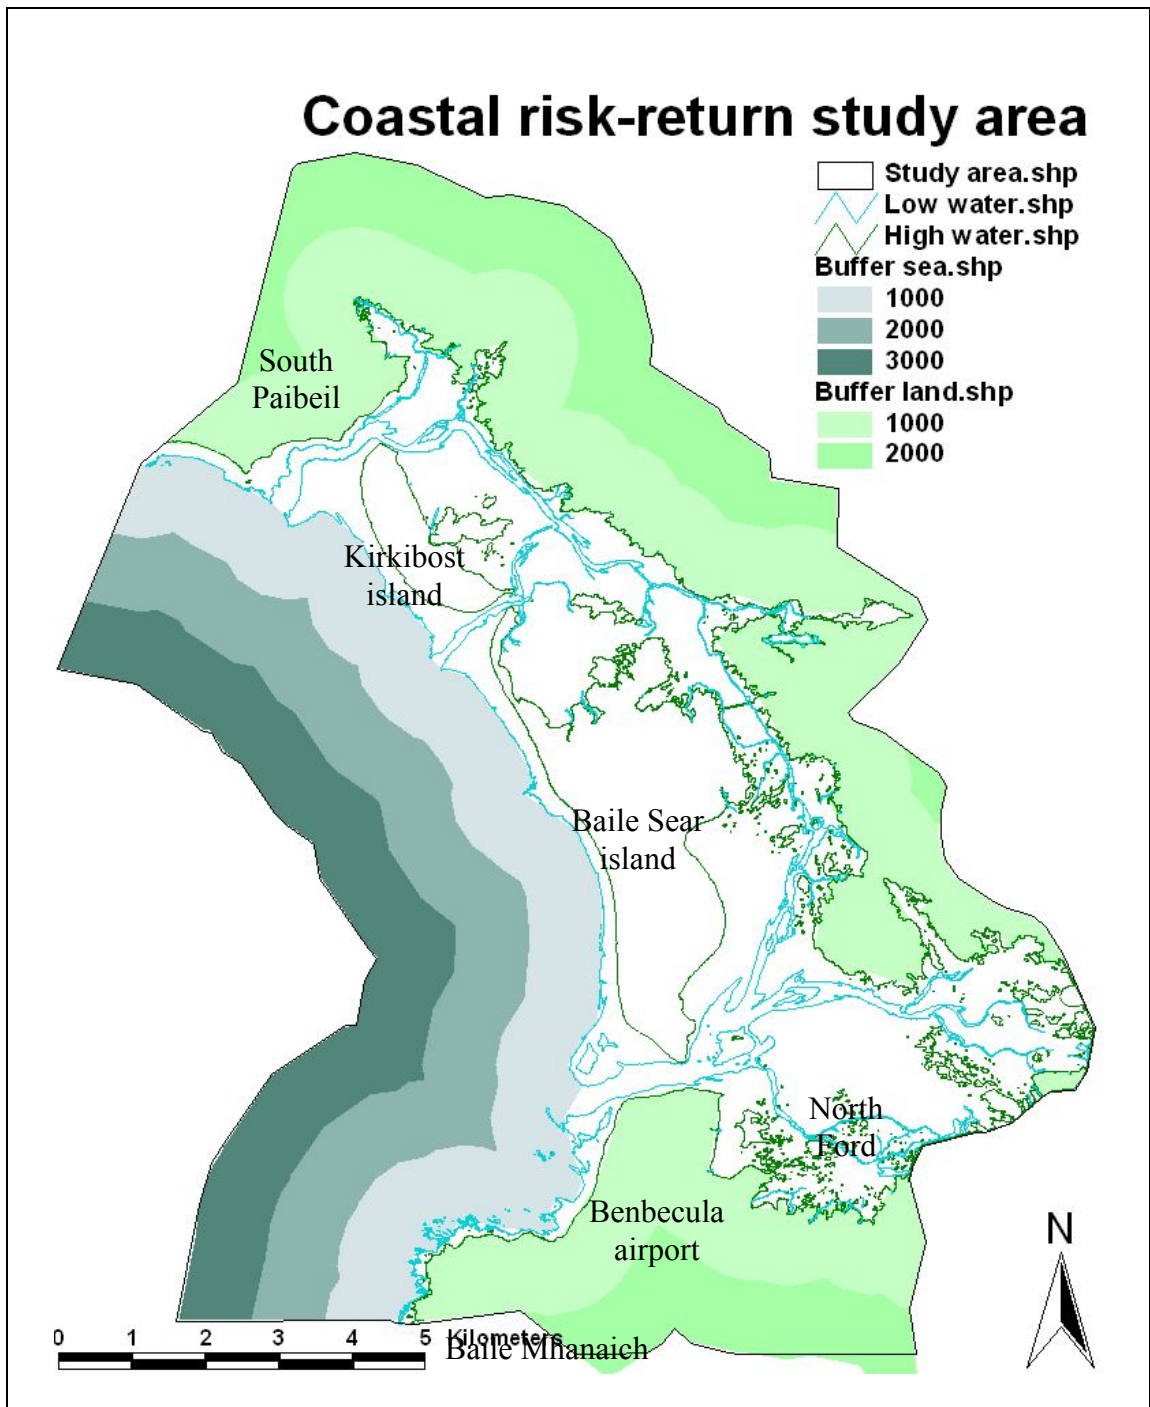 Coastal risk-return study area
Study area.shp
Low water.shp
High water.shp
Buffer sea.shp
1000
2000
3000
Buffer land.shp
1000
2000
South
Paibeil
Kirkibost
island
Baile Sear
island
North
Ford
Benbecula
airport
N
0 1 2 3 4 5 Kilometers
Baile Mhanaich